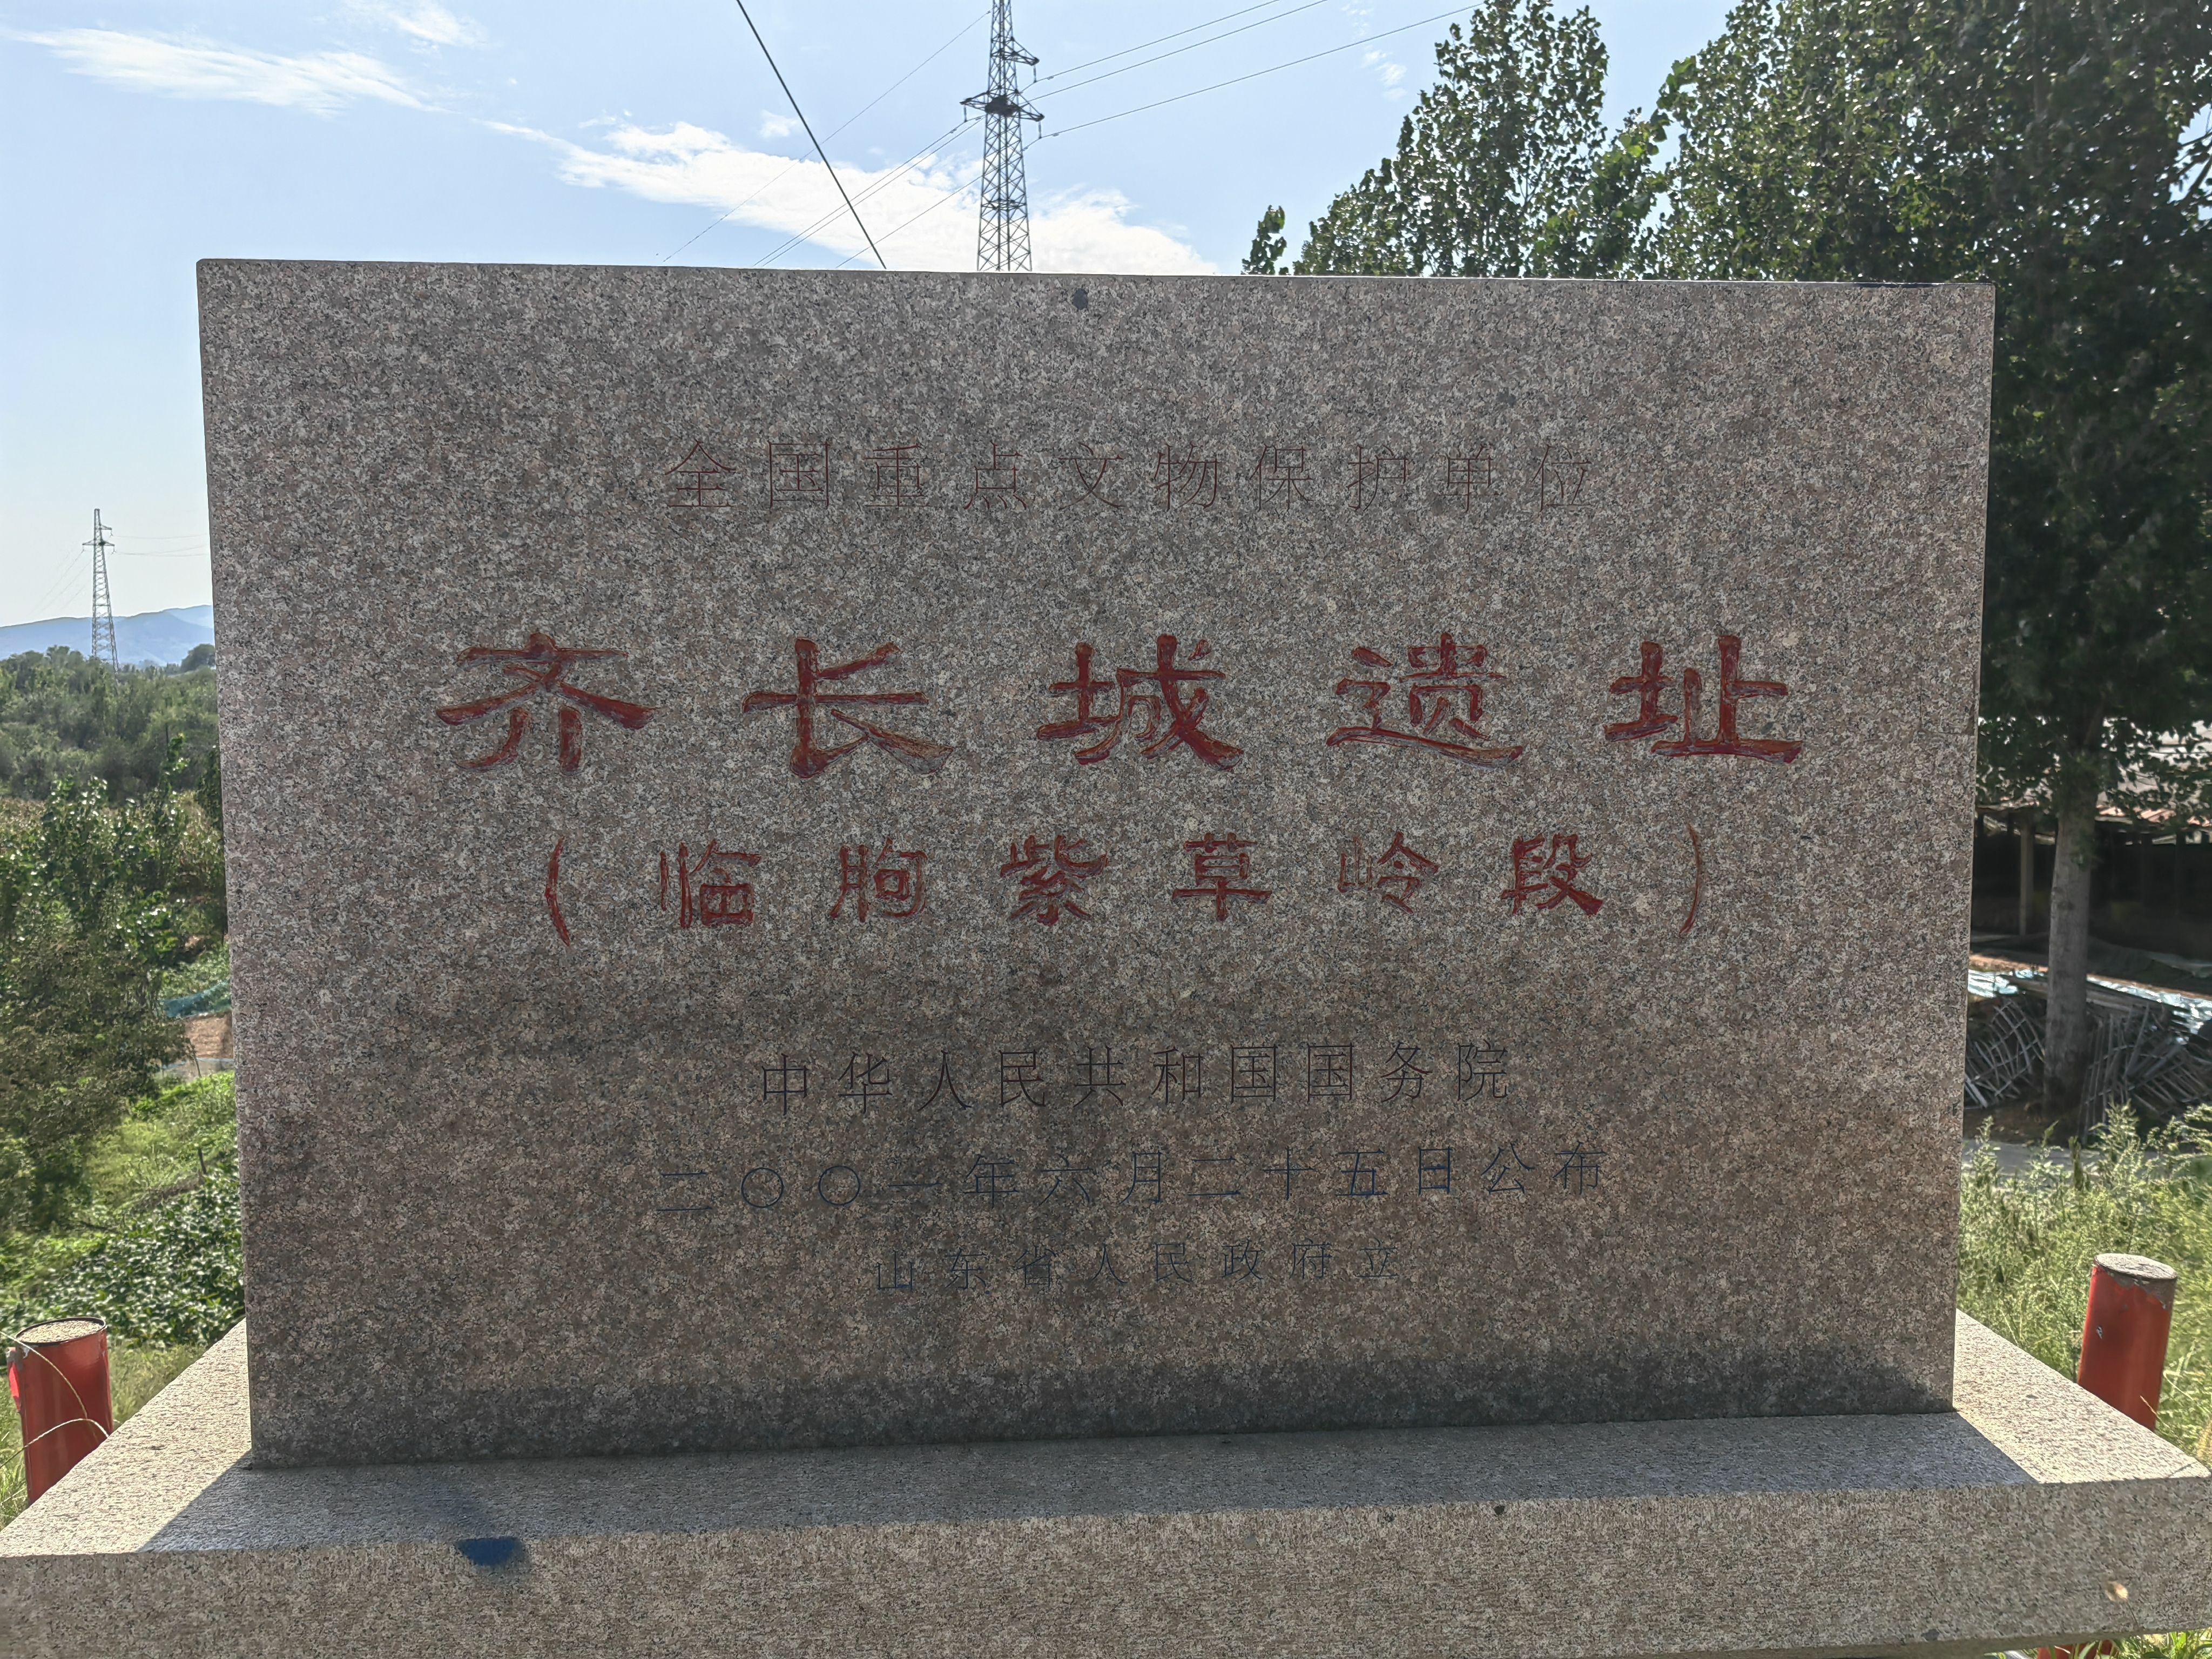 全国重点文物保护单位
齐长城遗址
（临朐紫草岭段）
中华人民共和国国务院
二〇〇一年六月二十五日公布
山东省人民政府立